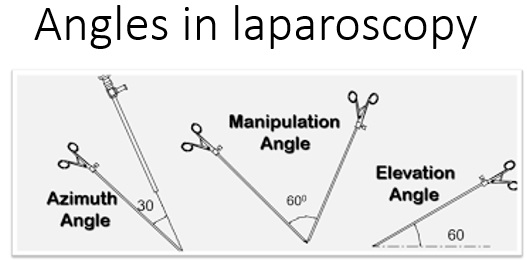 Angles in laparoscopy
Azimuth
Angle
30
Manipulation
Angle
60⁰
Elevation
Angle
60